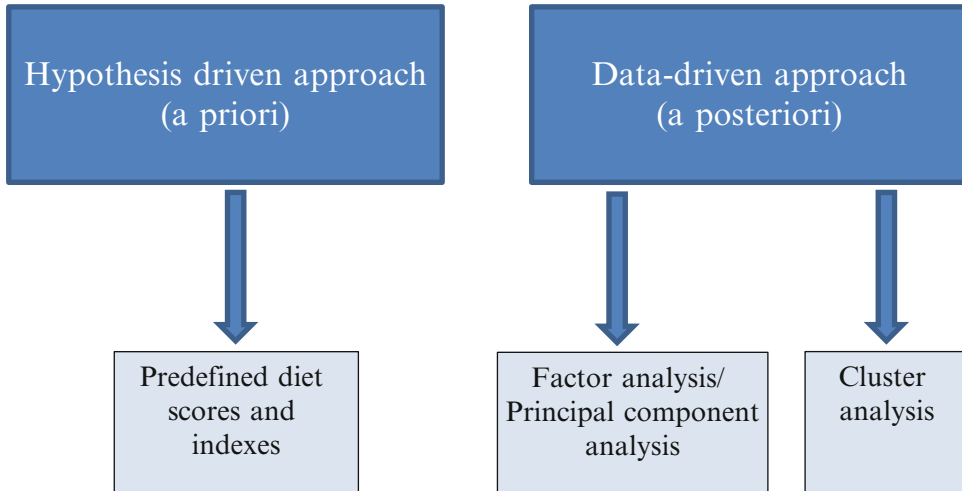 Hypothesis driven approach
(a priori)
Data-driven approach
(a posteriori)
Predefined diet
scores and
indexes
Factor analysis/
Principal component
analysis
Cluster
analysis